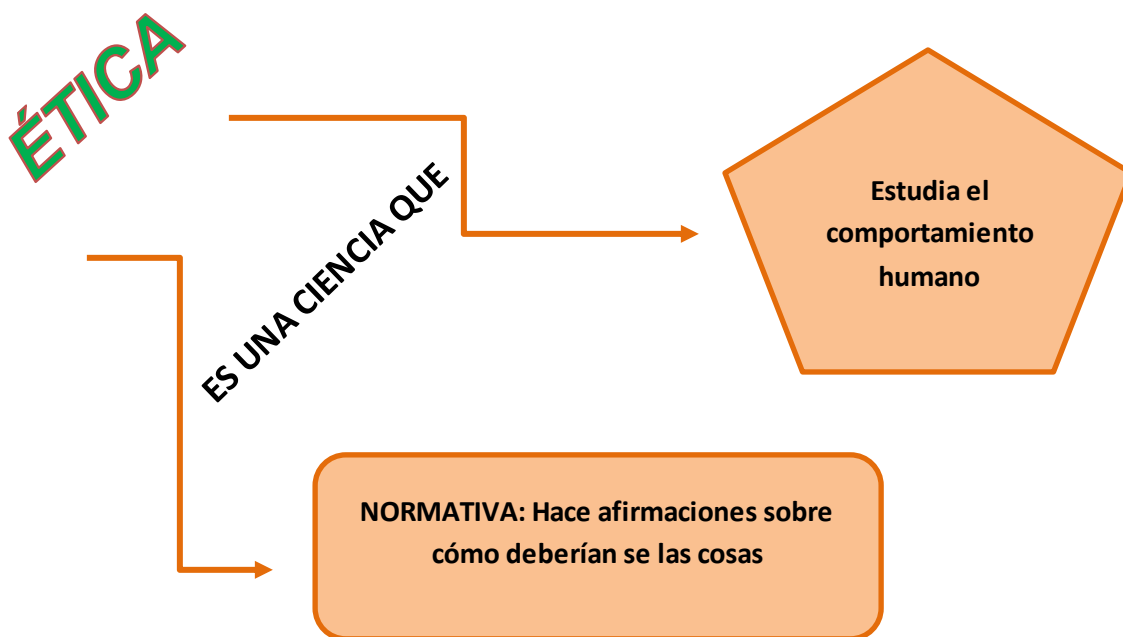 ÉTICA
ES UNA CIENCIA QUE
Estudia el
comportamiento
humano
NORMATIVA: Hace afirmaciones sobre
cómo deberían se las cosas